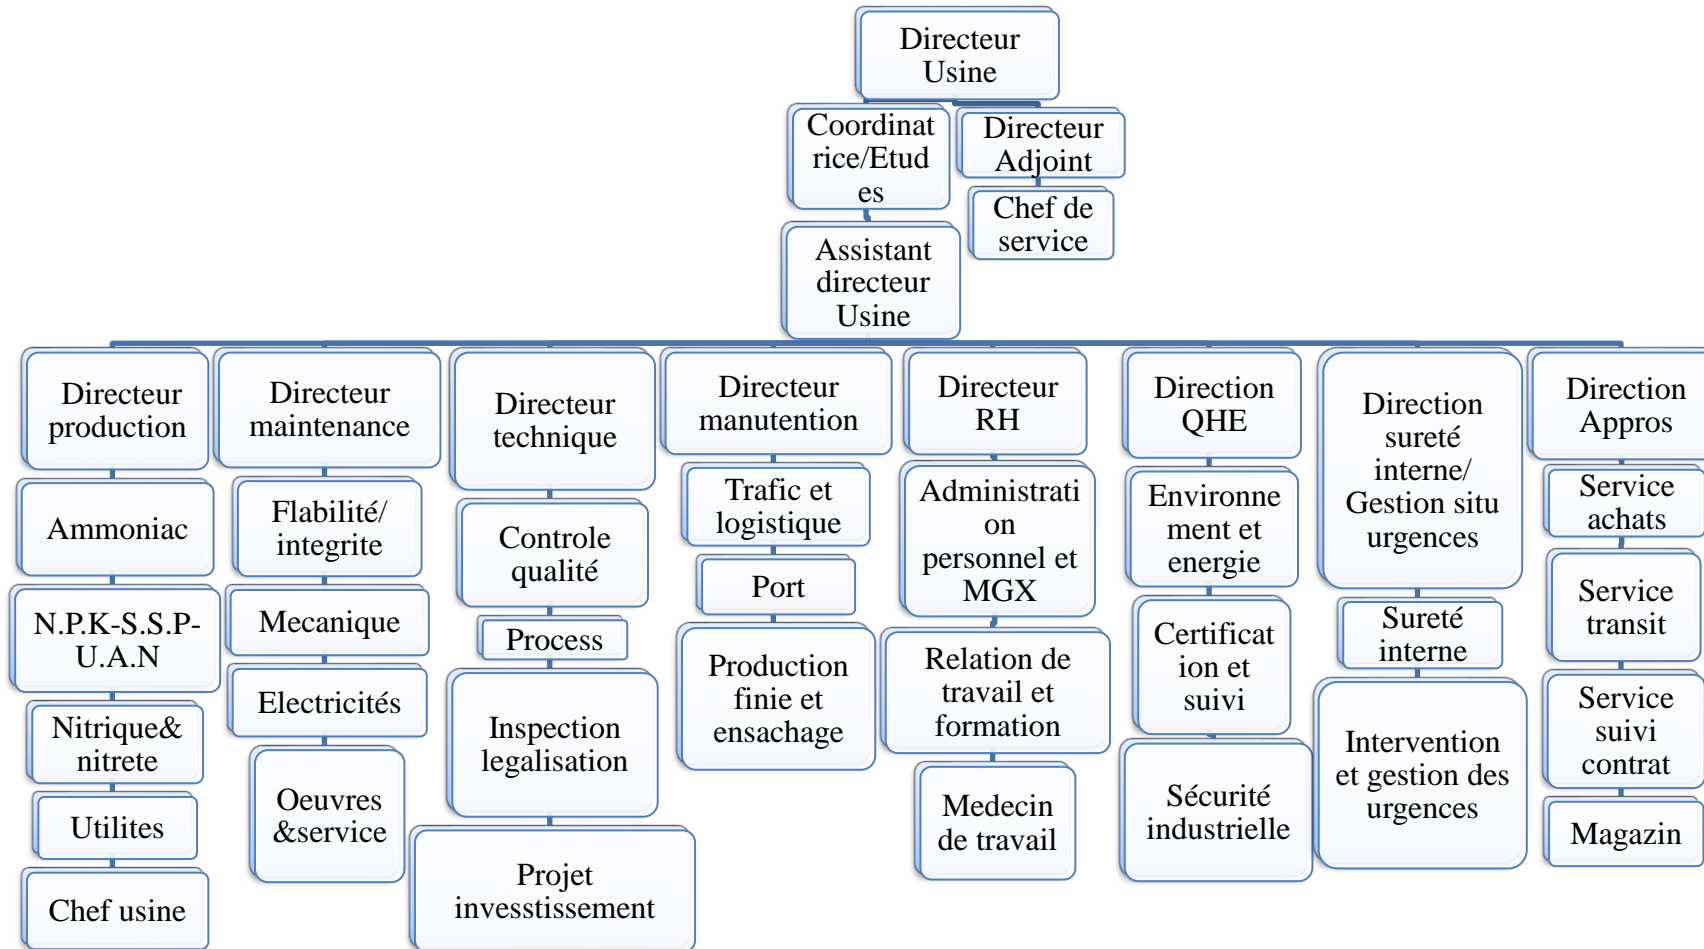 Directeur
Usine
Coordinat
rice/Etud
es
Directeur
Adjoint
Chef de
service
Assistant
directeur
Usine
Directeur
production
Ammoniac
N.P.K-S.S.P-
U.A.N
Nitrique&
nitrete
Utilites
Chef usine
Directeur
maintenance
Flabilité/
integrite
Mecanique
Electricités
Oeuvres
&service
Directeur
technique
Controle
qualité
Process
Inspection
legalisation
Projet
invesstissement
Directeur
manutention
Trafic et
logistique
Port
Production
finie et
ensachage
Directeur
RH
Administrati
on
personnel et
MGX
Relation de
travail et
formation
Medecin
de travail
Direction
QHE
Environne
ment et
energie
Certificat
ion et
suivi
Sécurité
industrielle
Direction
sureté
interne/
Gestion situ
urgences
Sureté
interne
Intervention
et gestion des
urgences
Direction
Appros
Service
achats
Service
transit
Service
suivi
contrat
Magazin